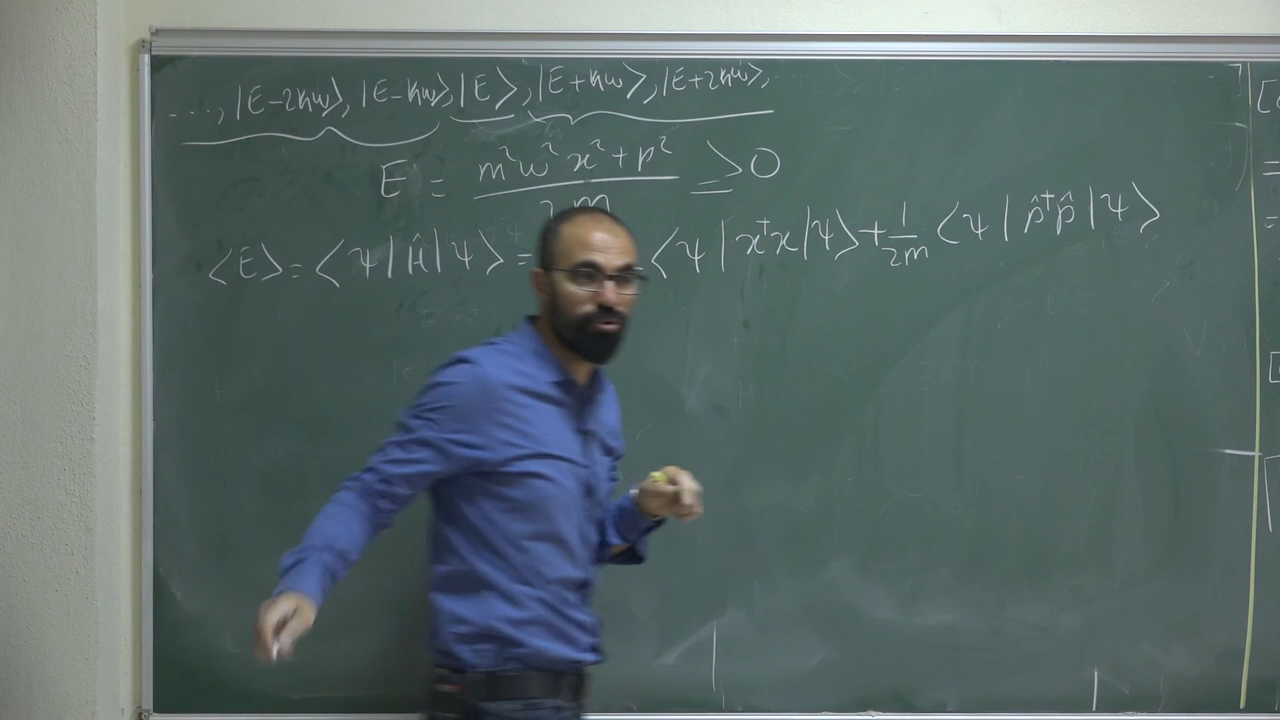 ..., |E-2ħω⟩, |E-ħω⟩, |E⟩, |E+ħω⟩, |E+2ħω⟩, ...
E = m²ω²x²+p² / 2m ≥ 0
⟨E⟩ = ⟨ψ|Ĥ|ψ⟩ = ⟨ψ|x†x|ψ⟩ + 1/2m ⟨ψ|p̂†p̂|ψ⟩